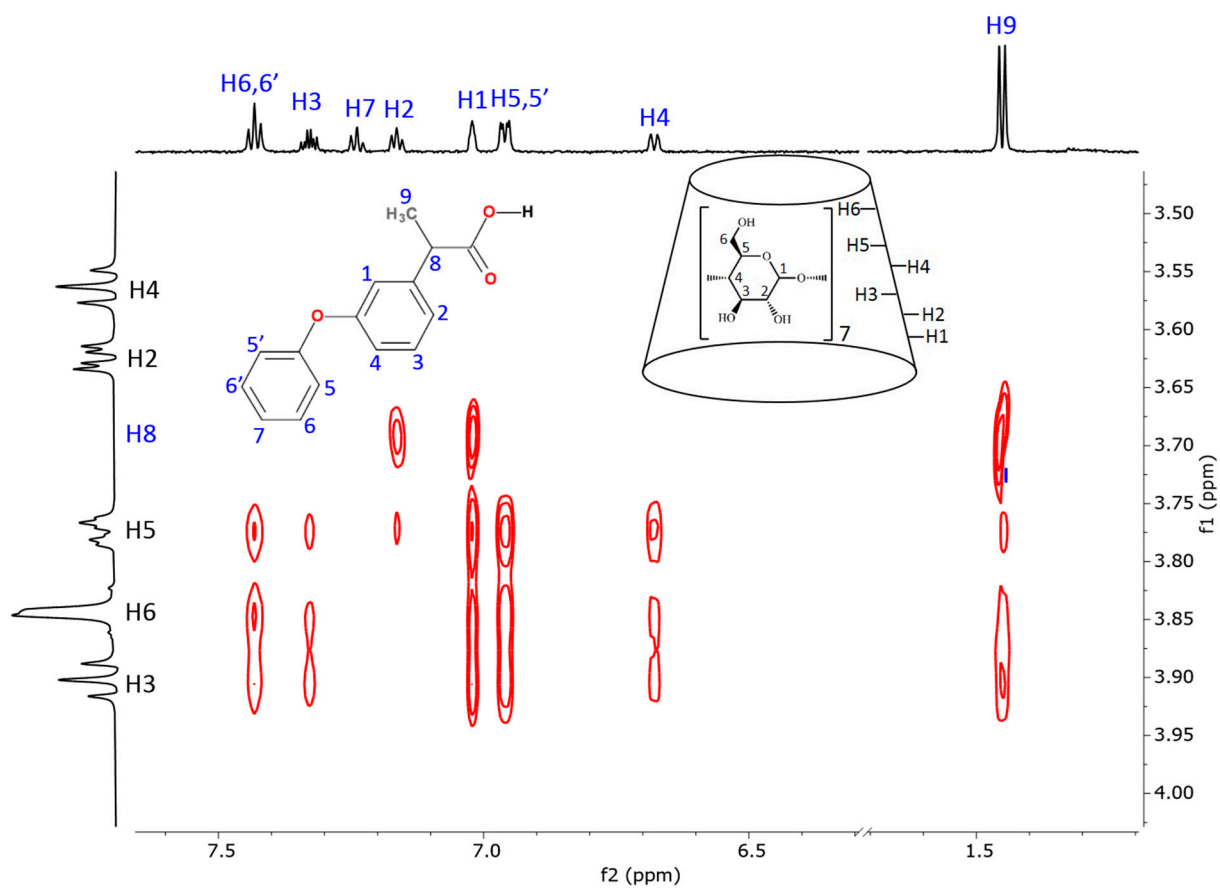 H9
H6,6’
H3
H7
H2
H1
H5,5’
H4
9
H₃C
O
H
O
8
1
2
3
4
O
5’
5
6’
6
7
6
OH
5
O
4
1
O
3
2
HO
OH
7
H6
H5
H4
H3
H2
H1
H4
H2
H8
H5
H6
H3
3.50
3.55
3.60
3.65
3.70
3.75
3.80
3.85
3.90
3.95
4.00
f1 (ppm)
7.5
7.0
6.5
1.5
f2 (ppm)